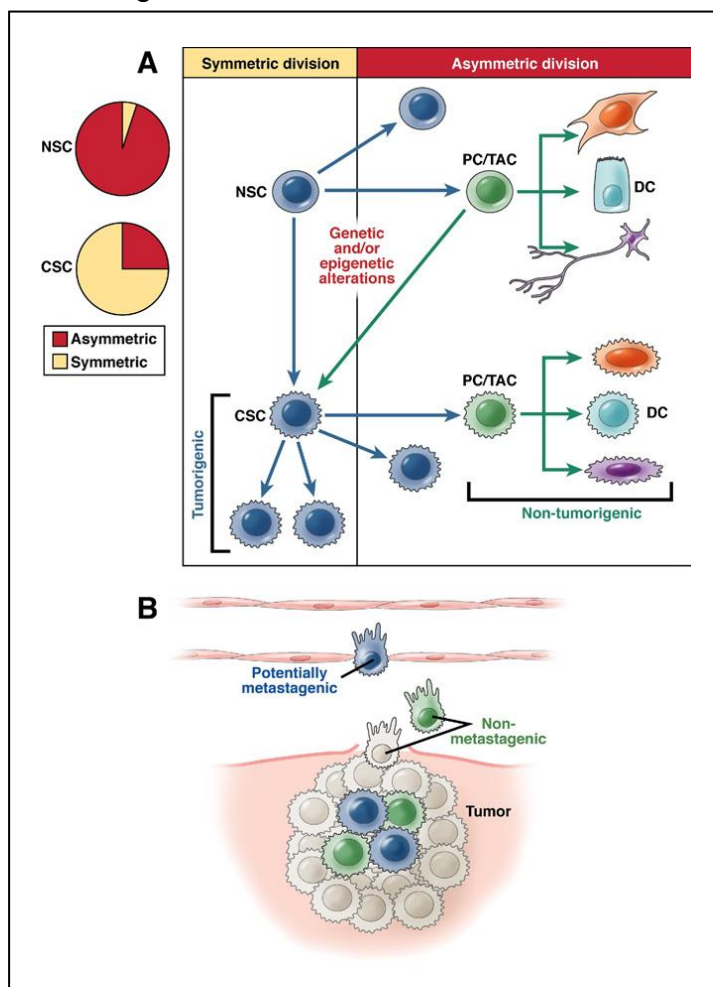 A
Symmetric division
Asymmetric division
NSC
CSC
Asymmetric
Symmetric
NSC
PC/TAC
DC
Genetic
and/or
epigenetic
alterations
CSC
PC/TAC
DC
Tumorigenic
Non-tumorigenic
B
Potentially
metastagenic
Non-
metastagenic
Tumor